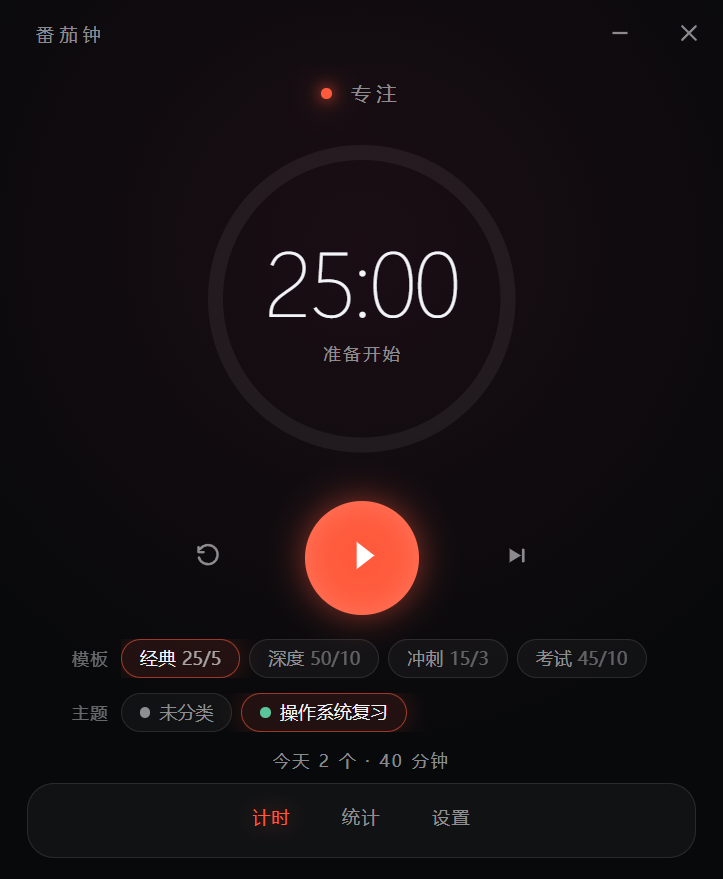 番茄钟
专注
25:00
准备开始
模板 经典 25/5 深度 50/10 冲刺 15/3 考试 45/10
主题 未分类 操作系统复习
今天 2 个 · 40 分钟
计时 统计 设置